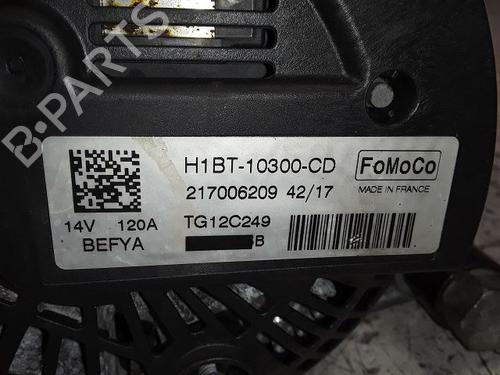 B-PARTS
H1BT-10300-CD
FoMoCo
217006209 42/17
MADE IN FRANCE
14V 120A
TG12C249
BEFYA
B